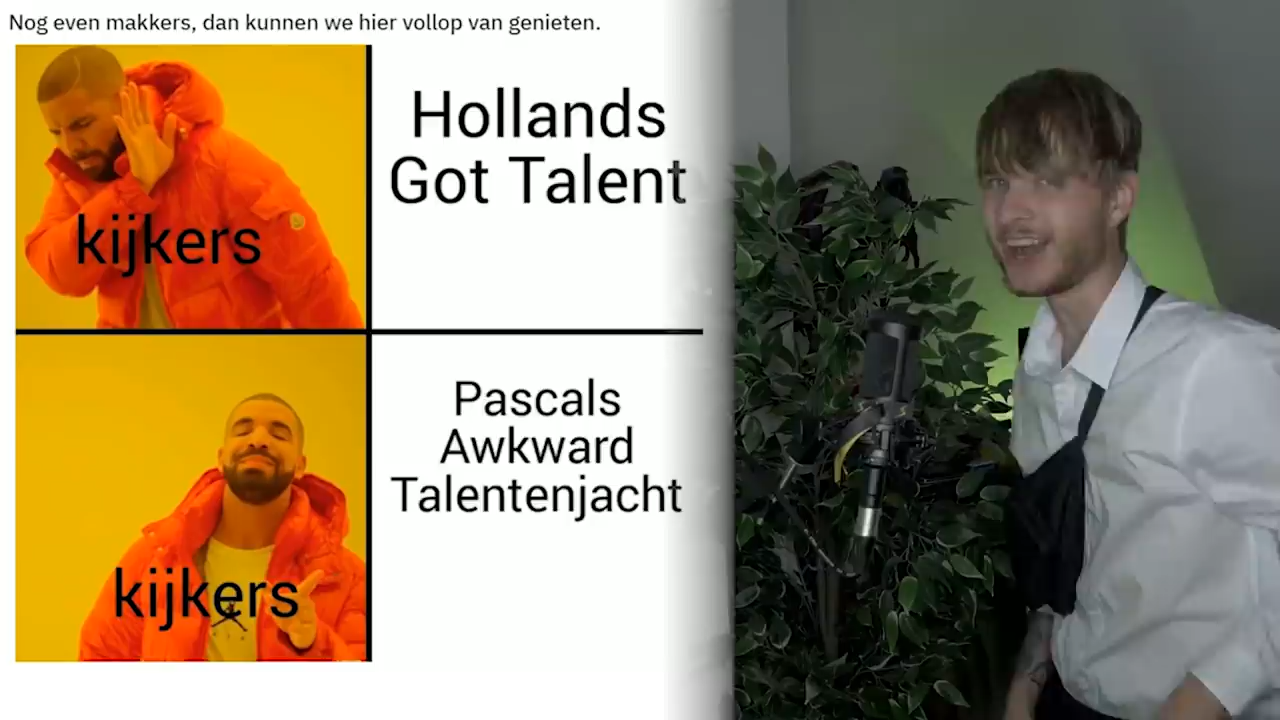 Nog even makkers, dan kunnen we hier vollop van genieten.
Hollands
Got Talent
kijkers
Pascals
Awkward
Talentenjacht
kijkers